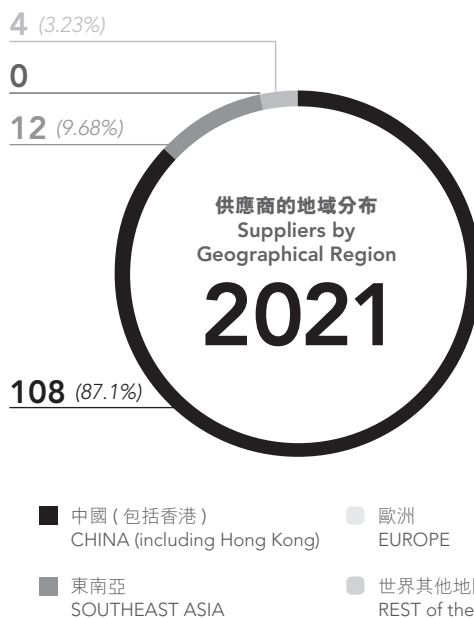 4 (3.23%)
0
12 (9.68%)
供應商的地域分布
Suppliers by
Geographical Region
2021
108 (87.1%)
中國 ( 包括香港 )
CHINA (including Hong Kong)
歐洲
EUROPE
東南亞
SOUTHEAST ASIA
世界其他地
REST of the